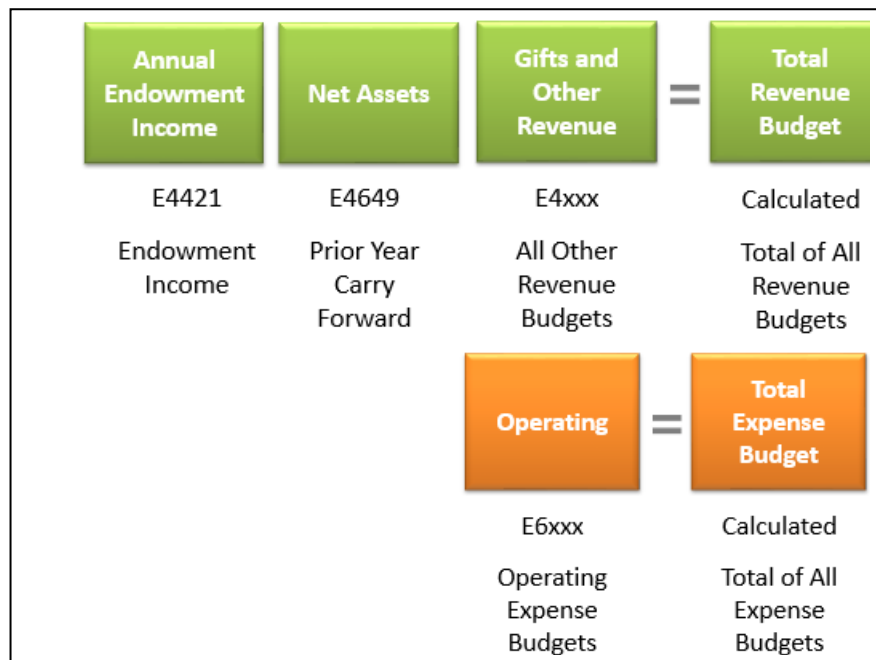 Annual
Endowment
Income
Net Assets
Gifts and
Other
Revenue
=
Total
Revenue
Budget
E4421
E4649
E4xxx
Calculated
Endowment
Income
Prior Year
Carry
Forward
All Other
Revenue
Budgets
Total of All
Revenue
Budgets
Operating
=
Total
Expense
Budget
E6xxx
Calculated
Operating
Expense
Budgets
Total of All
Expense
Budgets